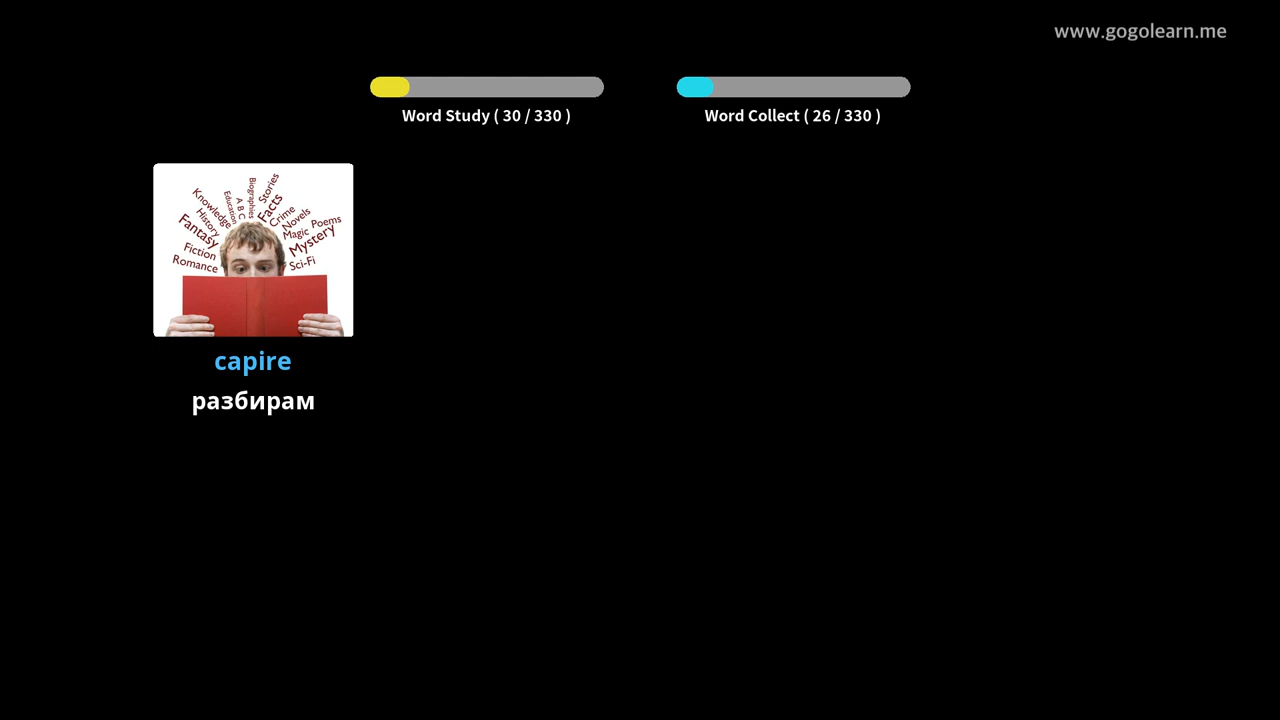 www.gogolearn.me
Word Study ( 30 / 330 )
Word Collect ( 26 / 330 )
Knowledge
History
Fantasy
Fiction
Romance
Education
A B C
Biographies
Stories
Facts
Crime
Novels
Magic
Poems
Mystery
Sci-Fi
capire
разбирам